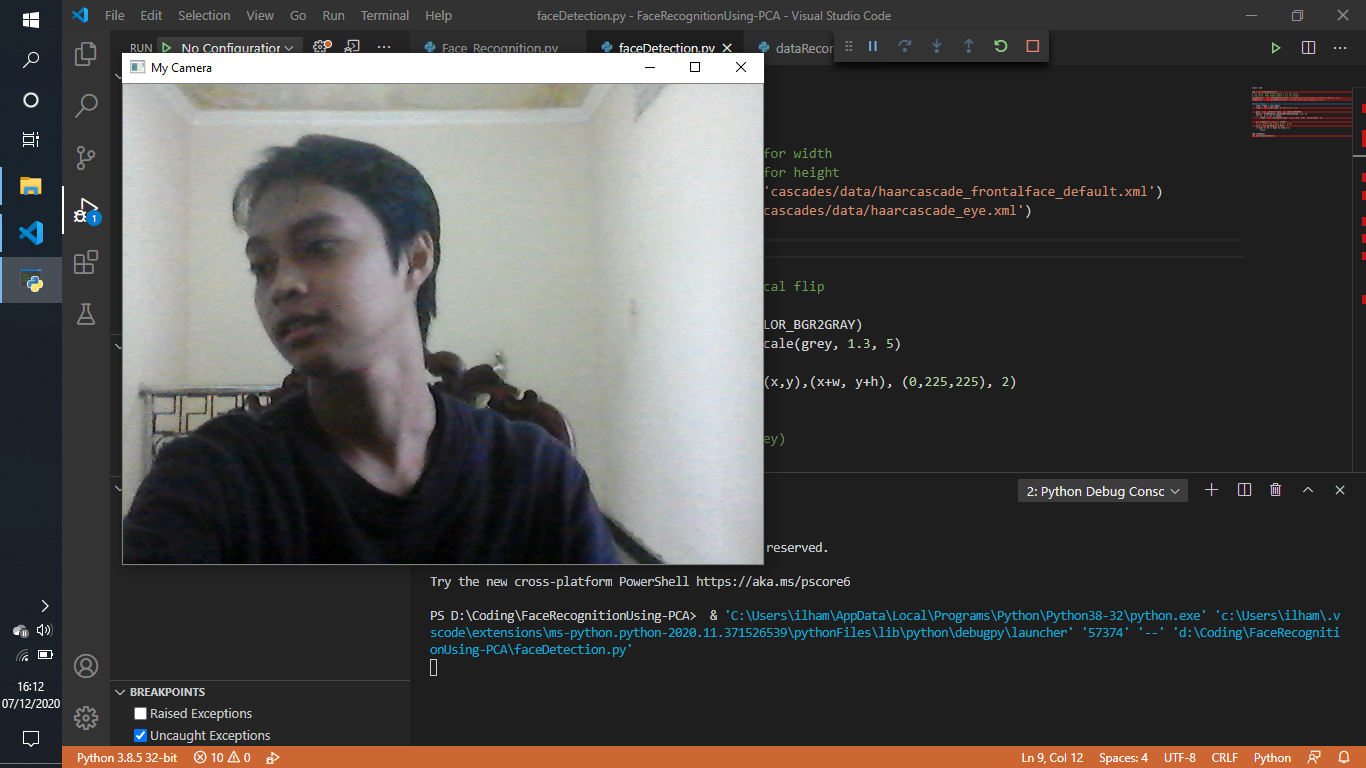 File Edit Selection View Go Run Terminal Help
faceDetection.py - FaceRecognitionUsing-PCA - Visual Studio Code
RUN No Configuration
Face_Recognition.py
faceDetection.py
dataRecor
My Camera
for width
for height
'cascades/data/haarcascade_frontalface_default.xml')
cascades/data/haarcascade_eye.xml')
cal flip
LOR_BGR2GRAY)
cale(grey, 1.3, 5)
(x,y),(x+w, y+h), (0,225,225), 2)
ey)
1
2: Python Debug Consc
reserved.
Try the new cross-platform PowerShell https://aka.ms/pscore6
PS D:\Coding\FaceRecognitionUsing-PCA> & 'C:\Users\ilham\AppData\Local\Programs\Python\Python38-32\python.exe' 'c:\Users\ilham\.v
scode\extensions\ms-python.python-2020.11.371526539\pythonFiles\lib\python\debugpy\launcher' '57374' '--' 'd:\Coding\FaceRecogniti
onUsing-PCA\faceDetection.py'
BREAKPOINTS
Raised Exceptions
Uncaught Exceptions
16:12
07/12/2020
Python 3.8.5 32-bit 10 0
Ln 9, Col 12 Spaces: 4 UTF-8 CRLF Python